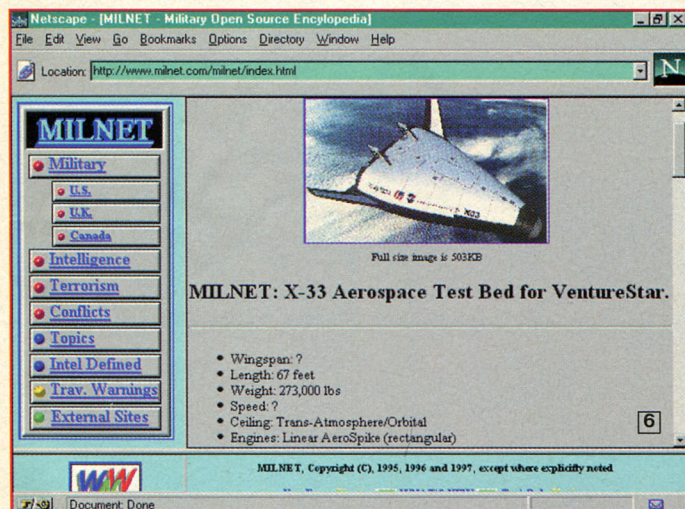 Netscape - [MILNET - Military Open Source Encylopedia]
File Edit View Go Bookmarks Options Directory Window Help
Location: http://www.milnet.com/milnet/index.html
N
MILNET
Military
U.S.
U.K.
Canada
Intelligence
Terrorism
Conflicts
Topics
Intel Defined
Trav. Warnings
External Sites
X33
Full size image is 503KB
MILNET: X-33 Aerospace Test Bed for VentureStar.
Wingspan: ?
Length: 67 feet
Weight: 273,000 lbs
Speed: ?
Ceiling: Trans-Atmosphere/Orbital
Engines: Linear AeroSpike (rectangular)
6
WW
MILNET, Copyright (C), 1995, 1996 and 1997, except where explicitly noted
Document: Done